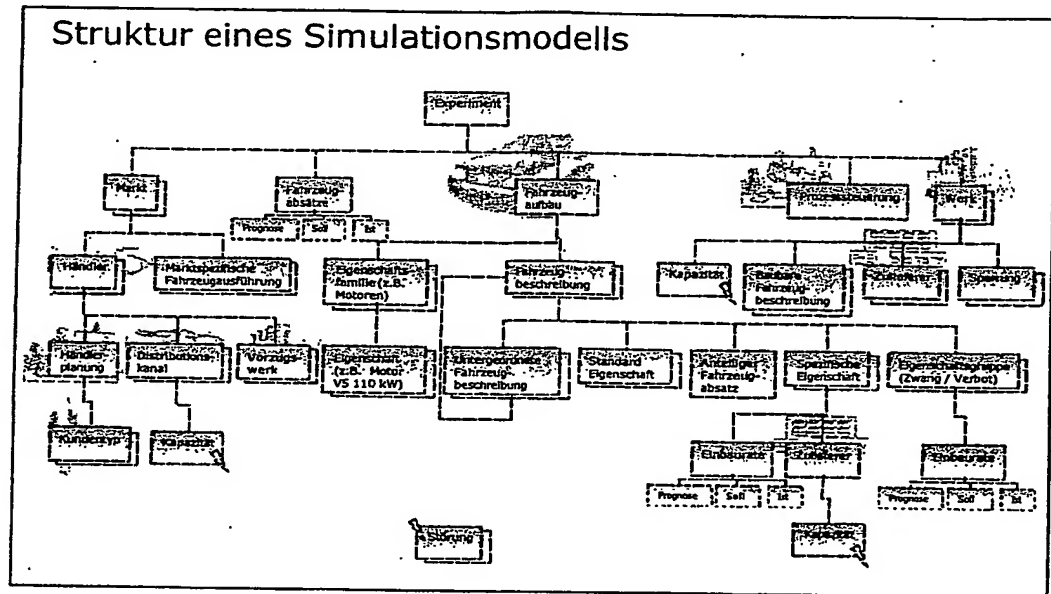 Struktur eines Simulationsmodells
Experiment
Markt
Fahrzeug-
absätze
Fahrzeug-
aufbau
Prozesssteuerung
Werk
Prognose
Soll
Ist
Händler
Marktspezifische
Fahrzeugausführung
Eigenschafts
familie (z.B.
Motoren)
Fahrzeug
beschreibung
Kapazität
Baubare
Fahrzeug-
beschreibung
Zulieferer
Händler
planung
Distributions
kanal
Vorzugs
werk
Eigenschaft
(z.B. Motor
V5 110 kW)
Untergeordnete
Fahrzeug-
beschreibung
Standard
Eigenschaft
Anteiliger
Fahrzeug-
absatz
Spezifische
Eigenschaft
Eigenschaftsgruppe
(Zwang / Verbot)
Kundentyp
Kapazität
Einbaurate
Zulieferer
Einbaurate
Prognose
Soll
Ist
Prognose
Soll
Ist
Störung
Kapazität